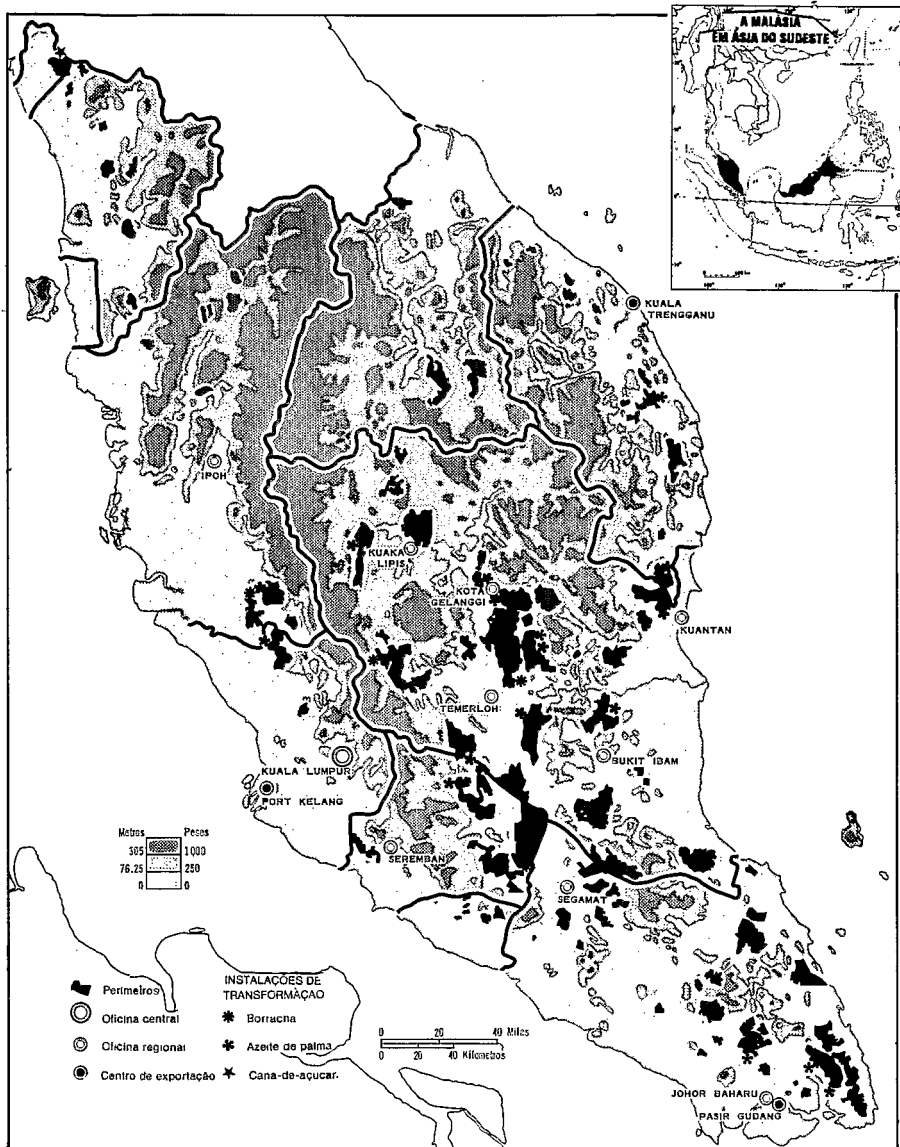 A MALÁSIA
EM ÁSIA DO SUDESTE
KUALA
TRENGGANU
IPOH
KUAKA
LIPIS
KOTA
GELANGGI
KUANTAN
TEMERLOH
BUKIT IBAM
KUALA LUMPUR
PORT KELANG
SEREMBAN
SEGAMAT
Metros Peses
305 1000
76.25 250
0 0
Perimeiros
Oficina central
Oficina regional
Centro de exportação
INSTALAÇÕES DE
TRANSFORMAÇAO
Borracha
Azeite de palma
Cana-de-açucar.
0 20 40 Miles
0 20 40 Kilometros
JOHOR BAHARU
PASIR GUDANG